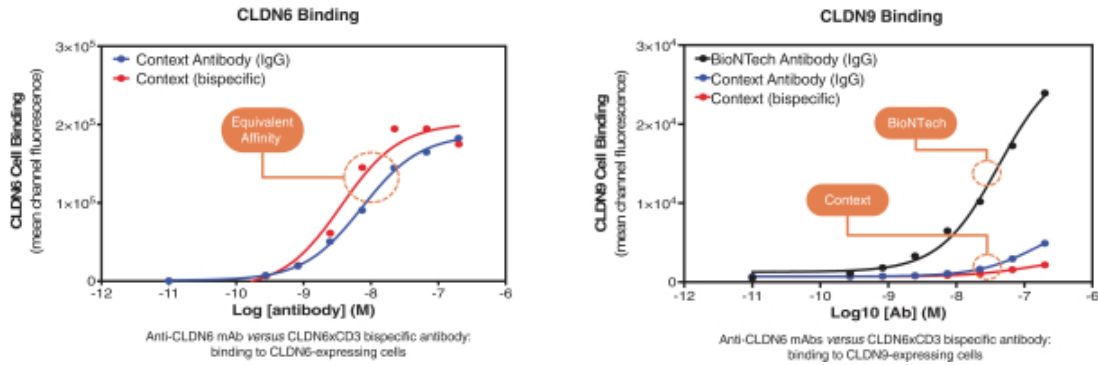 CLDN6 Binding
3×10⁵
2×10⁵
1×10⁵
0
CLDN6 Cell Binding
(mean channel fluorescence)
Context Antibody (IgG)
Context (bispecific)
Equivalent
Affinity
-12 -11 -10 -9 -8 -7 -6
Log [antibody] (M)
Anti-CLDN6 mAb versus CLDN6xCD3 bispecific antibody:
binding to CLDN6-expressing cells
CLDN9 Binding
3×10⁴
2×10⁴
1×10⁴
0
CLDN9 Cell Binding
(mean channel fluorescence)
BioNTech Antibody (IgG)
Context Antibody (IgG)
Context (bispecific)
BioNTech
Context
-12 -11 -10 -9 -8 -7 -6
Log10 [Ab] (M)
Anti-CLDN6 mAbs versus CLDN6xCD3 bispecific antibody:
binding to CLDN9-expressing cells